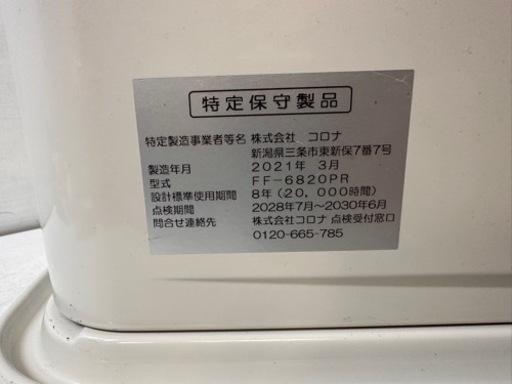 特定保守製品
特定製造事業者等名 株式会社 コロナ
新潟県三条市東新保7番7号
製造年月 2021年 3月
型式 FF-6820PR
設計標準使用期間 8年(20,000時間)
点検期間 2028年7月～2030年6月
問合せ連絡先 株式会社コロナ 点検受付窓口
0120-665-785